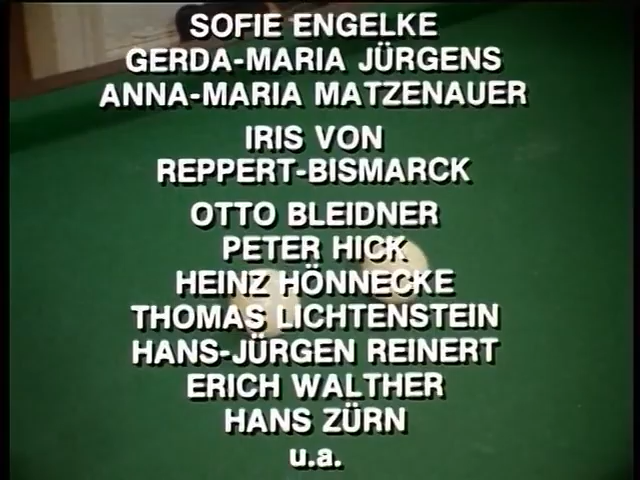 SOFIE ENGELKE
GERDA-MARIA JÜRGENS
ANNA-MARIA MATZENAUER
IRIS VON
REPPERT-BISMARCK
OTTO BLEIDNER
PETER HICK
HEINZ HÖNNECKE
THOMAS LICHTENSTEIN
HANS-JÜRGEN REINERT
ERICH WALTHER
HANS ZÜRN
u.a.